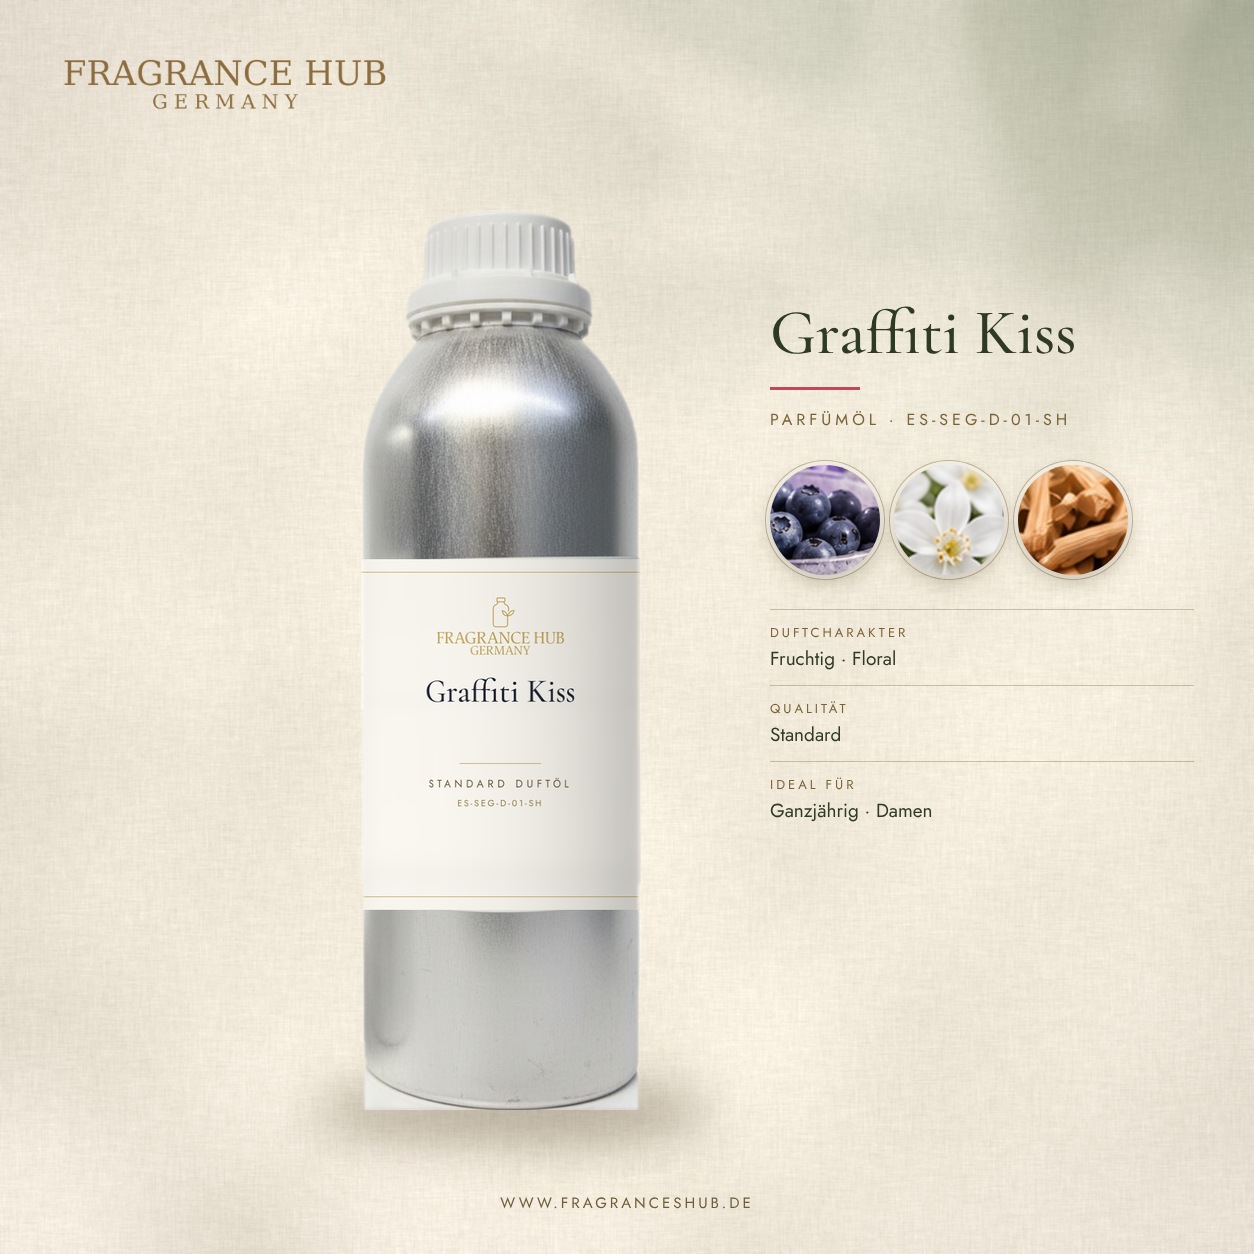 FRAGRANCE HUB
GERMANY
Graffiti Kiss
PARFÜMÖL · ES-SEG-D-01-SH
DUFTCHARAKTER
Fruchtig · Floral
QUALITÄT
Standard
IDEAL FÜR
Ganzjährig · Damen
FRAGRANCE HUB
GERMANY
Graffiti Kiss
STANDARD DUFTÖL
ES-SEG-D-01-SH
WWW.FRAGRANCESHUB.DE